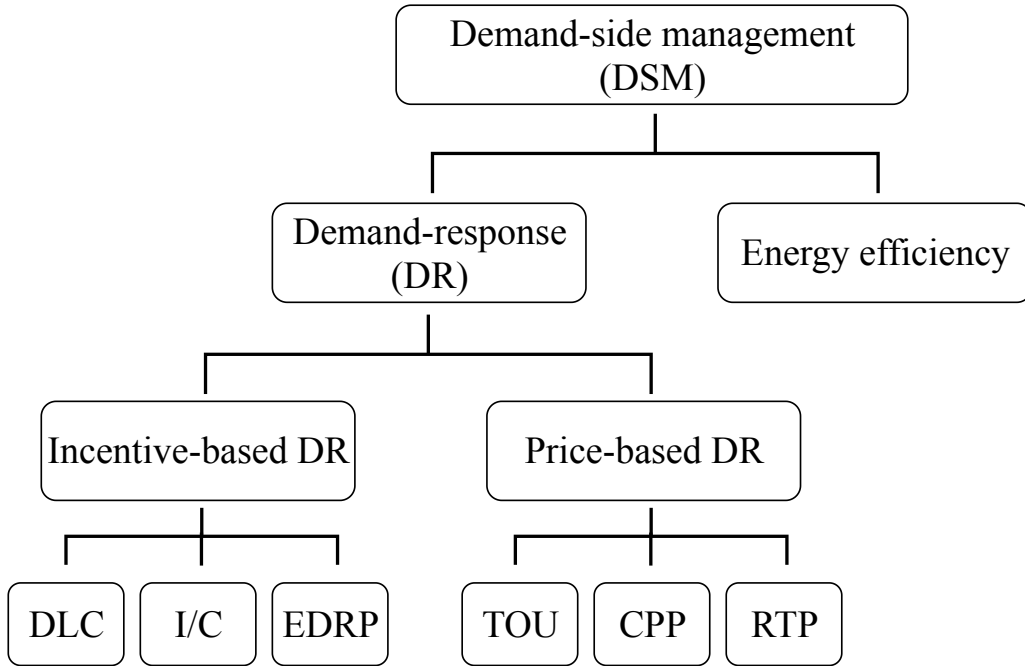 Demand-side management
(DSM)
Demand-response
(DR)
Energy efficiency
Incentive-based DR
Price-based DR
DLC
I/C
EDRP
TOU
CPP
RTP